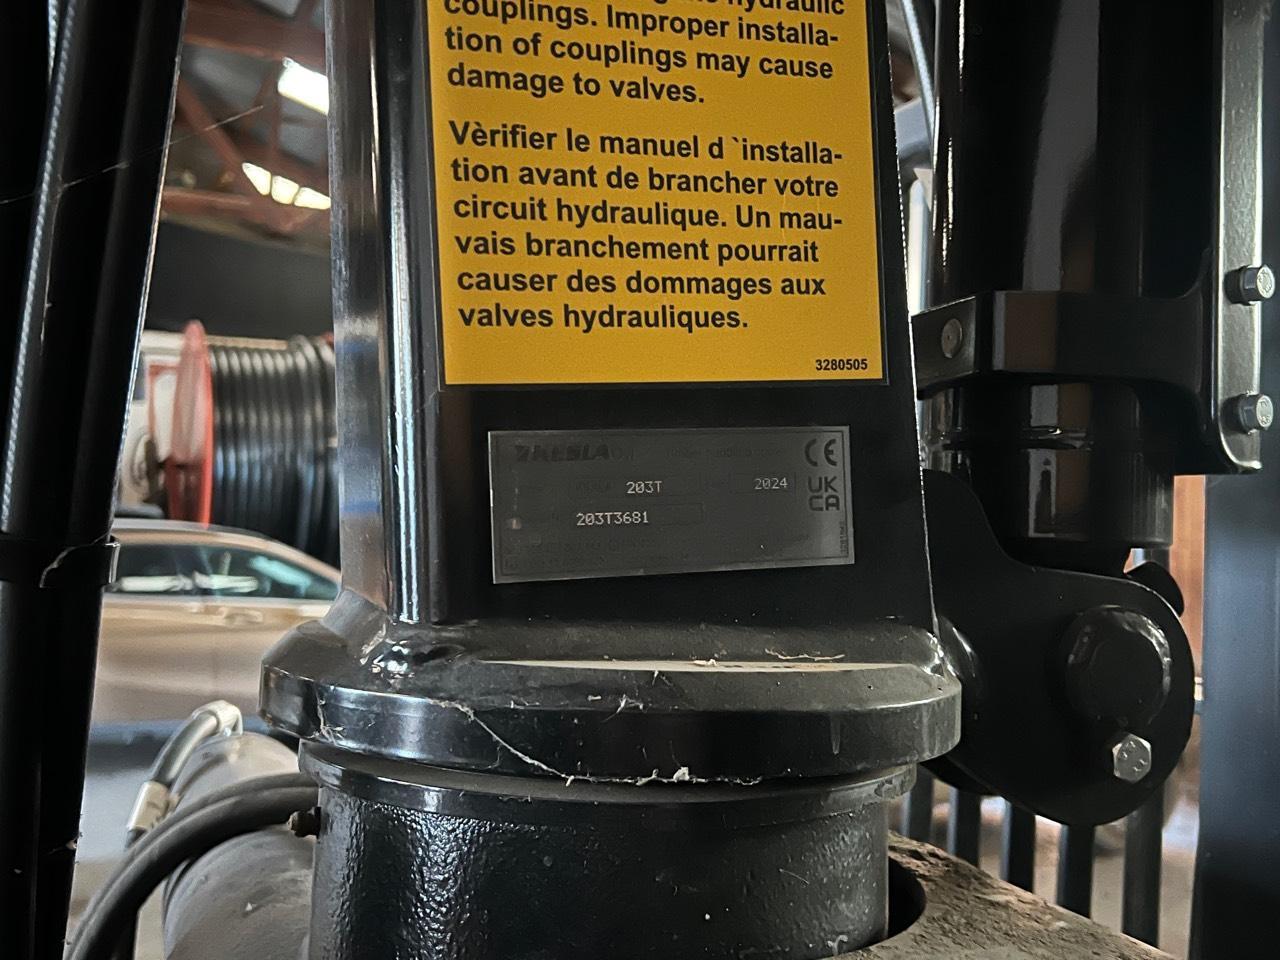 hydraulic
couplings. Improper installa-
tion of couplings may cause
damage to valves.
Vèrifier le manuel d `installa-
tion avant de brancher votre
circuit hydraulique. Un mau-
vais branchement pourrait
causer des dommages aux
valves hydrauliques.
3280505
KESLA Oyj CE
203T 2024 UK
CA
203T3681